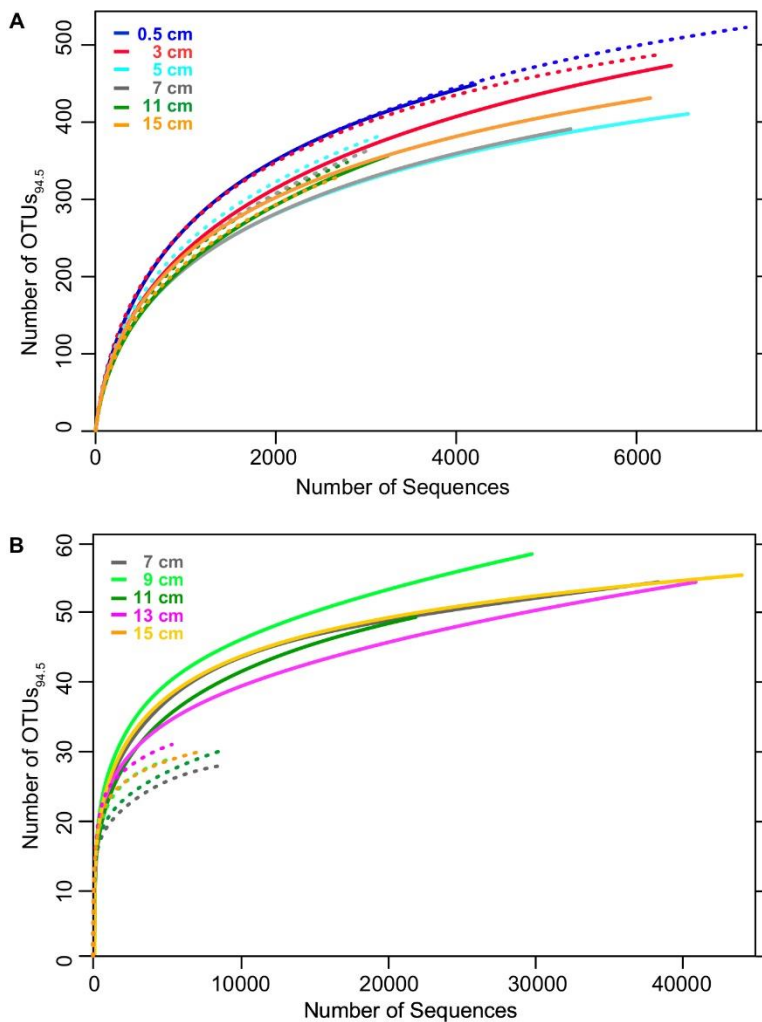 A
500
400
300
200
100
0
Number of OTUs94.5
0.5 cm
3 cm
5 cm
7 cm
11 cm
15 cm
0 2000 4000 6000
Number of Sequences
B
60
50
40
30
20
10
0
Number of OTUs94.5
7 cm
9 cm
11 cm
13 cm
15 cm
0 10000 20000 30000 40000
Number of Sequences